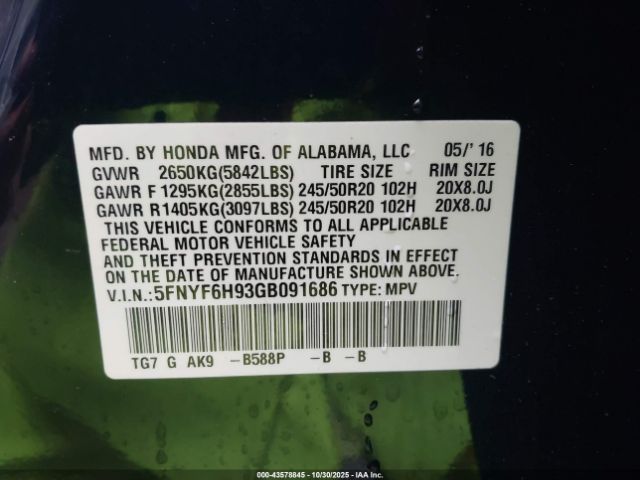 MFD. BY HONDA MFG. OF ALABAMA, LLC 05/'16
GVWR 2650KG(5842LBS) TIRE SIZE RIM SIZE
GAWR F 1295KG(2855LBS) 245/50R20 102H 20X8.0J
GAWR R 1405KG(3097LBS) 245/50R20 102H 20X8.0J
THIS VEHICLE CONFORMS TO ALL APPLICABLE
FEDERAL MOTOR VEHICLE SAFETY
AND THEFT PREVENTION STANDARDS IN EFFECT
ON THE DATE OF MANUFACTURE SHOWN ABOVE.
V.I.N.:5FNYF6H93GB091686 TYPE: MPV
TG7 G AK9 -B588P -B -B
000-43578845 - 10/30/2025 - IAA Inc.